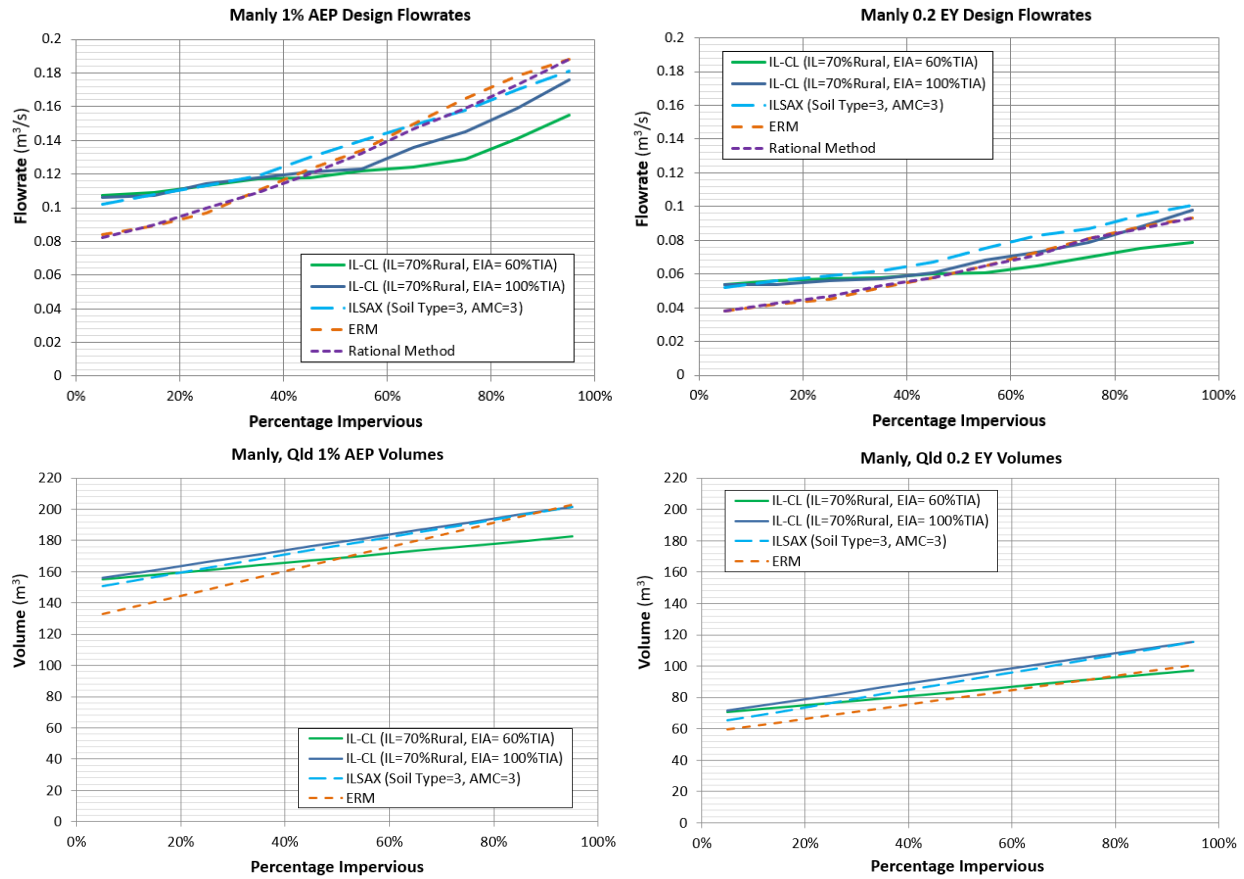 Manly 1% AEP Design Flowrates
Flowrate (m³/s)
0.2
0.18
0.16
0.14
0.12
0.1
0.08
0.06
0.04
0.02
0
IL-CL (IL=70%Rural, EIA= 60%TIA)
IL-CL (IL=70%Rural, EIA= 100%TIA)
ILSAX (Soil Type=3, AMC=3)
ERM
Rational Method
0% 20% 40% 60% 80% 100%
Percentage Impervious
Manly 0.2 EY Design Flowrates
Flowrate (m³/s)
0.2
0.18
0.16
0.14
0.12
0.1
0.08
0.06
0.04
0.02
0
IL-CL (IL=70%Rural, EIA= 60%TIA)
IL-CL (IL=70%Rural, EIA= 100%TIA)
ILSAX (Soil Type=3, AMC=3)
ERM
Rational Method
0% 20% 40% 60% 80% 100%
Percentage Impervious
Manly, Qld 1% AEP Volumes
Volume (m³)
220
200
180
160
140
120
100
80
60
40
20
0
IL-CL (IL=70%Rural, EIA= 60%TIA)
IL-CL (IL=70%Rural, EIA= 100%TIA)
ILSAX (Soil Type=3, AMC=3)
ERM
0% 20% 40% 60% 80% 100%
Percentage Impervious
Manly, Qld 0.2 EY Volumes
Volume (m³)
220
200
180
160
140
120
100
80
60
40
20
0
IL-CL (IL=70%Rural, EIA= 60%TIA)
IL-CL (IL=70%Rural, EIA= 100%TIA)
ILSAX (Soil Type=3, AMC=3)
ERM
0% 20% 40% 60% 80% 100%
Percentage Impervious